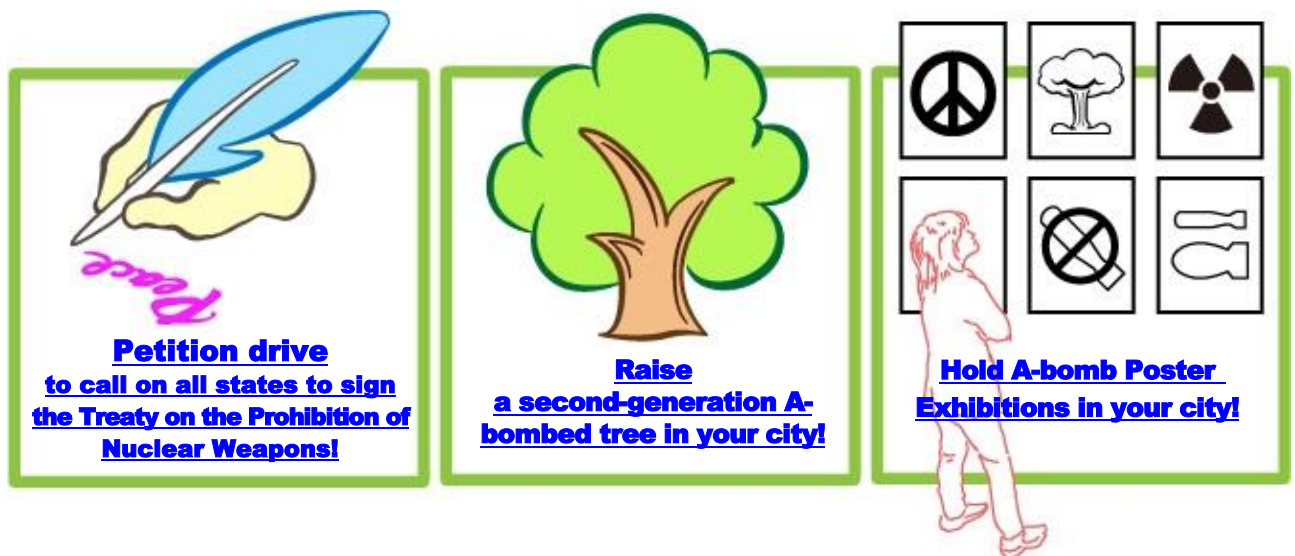 Peace
Petition drive
to call on all states to sign
the Treaty on the Prohibition of
Nuclear Weapons!
Raise
a second-generation A-
bombed tree in your city!
Hold A-bomb Poster
Exhibitions in your city!